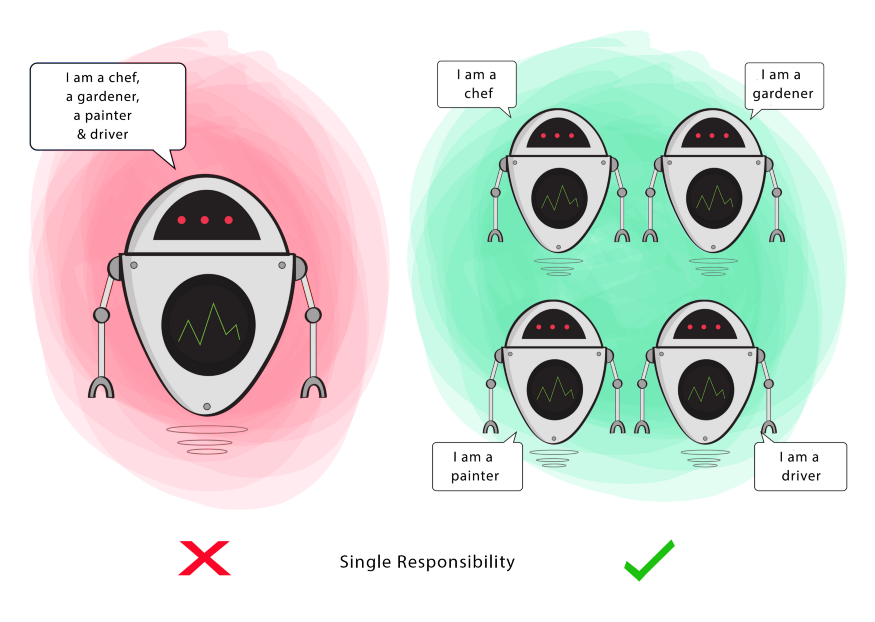 I am a chef,
a gardener,
a painter
& driver
I am a
chef
I am a
gardener
I am a
painter
I am a
driver
Single Responsibility